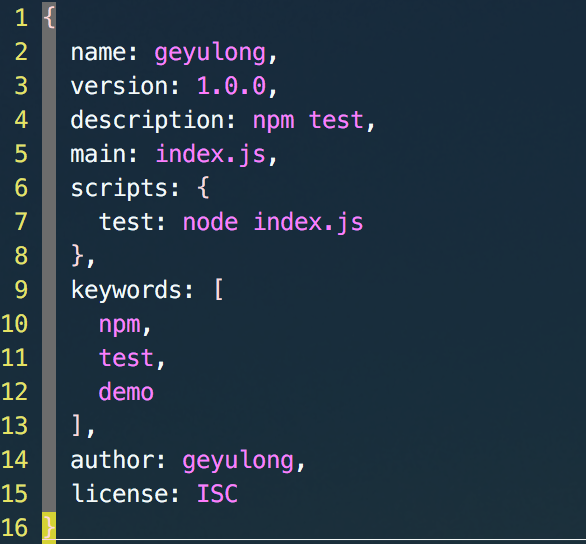 1 {
2   name: geyulong,
3   version: 1.0.0,
4   description: npm test,
5   main: index.js,
6   scripts: {
7     test: node index.js
8   },
9   keywords: [
10     npm,
11     test,
12     demo
13   ],
14   author: geyulong,
15   license: ISC
16 }